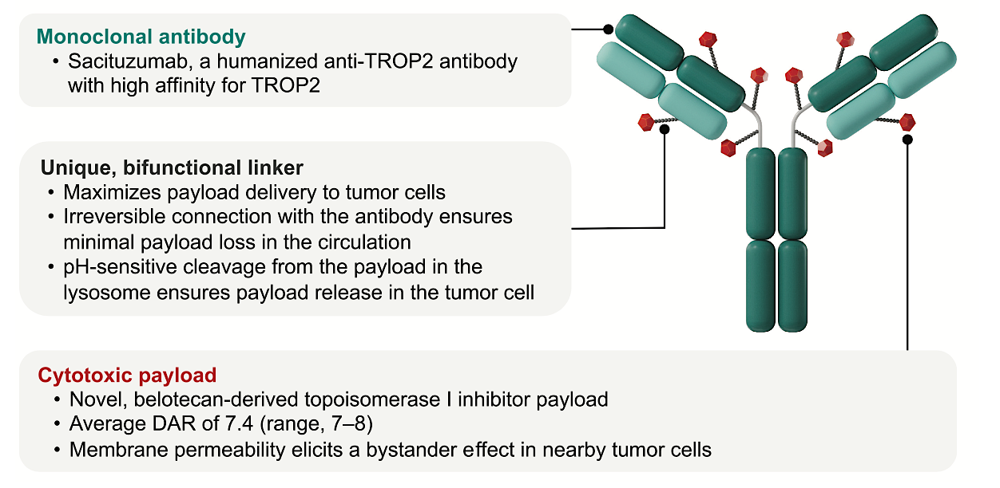 Monoclonal antibody
• Sacituzumab, a humanized anti-TROP2 antibody
with high affinity for TROP2
Unique, bifunctional linker
• Maximizes payload delivery to tumor cells
• Irreversible connection with the antibody ensures
minimal payload loss in the circulation
• pH-sensitive cleavage from the payload in the
lysosome ensures payload release in the tumor cell
Cytotoxic payload
• Novel, belotecan-derived topoisomerase I inhibitor payload
• Average DAR of 7.4 (range, 7–8)
• Membrane permeability elicits a bystander effect in nearby tumor cells